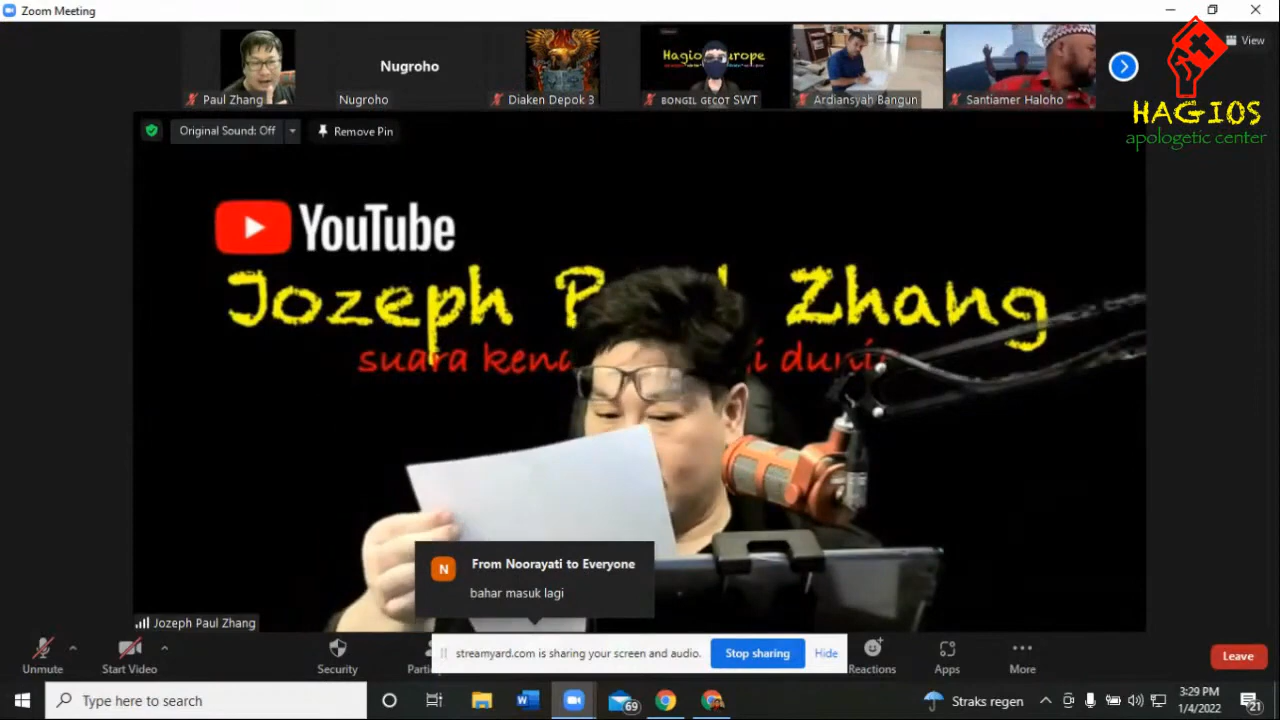 Zoom Meeting
View
Nugroho
Hagios Europe
Paul Zhang
Nugroho
Diaken Depok 3
BONGIL GECOT SWT
Ardiansyah Bangun
Santiamer Haloho
HAGIOS
apologetic center
Original Sound: Off
Remove Pin
YouTube
Jozeph P Zhang
suara
From Noorayati to Everyone
bahar masuk lagi
Jozeph Paul Zhang
streamyard.com is sharing your screen and audio.
Stop sharing
Hide
Unmute
Start Video
Security
Reactions
Apps
More
Leave
Type here to search
69
Straks regen
3:29 PM
1/4/2022
21